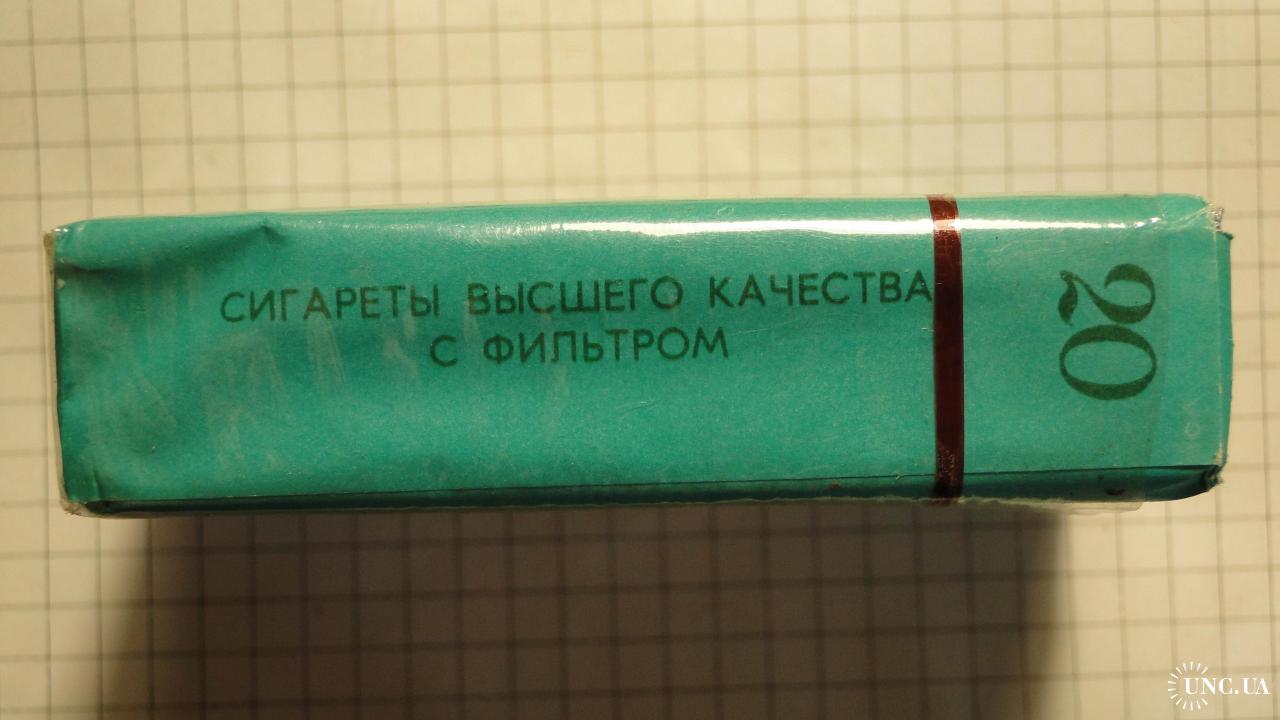 СИГАРЕТЫ ВЫСШЕГО КАЧЕСТВА
С ФИЛЬТРОМ
20
UNC.UA